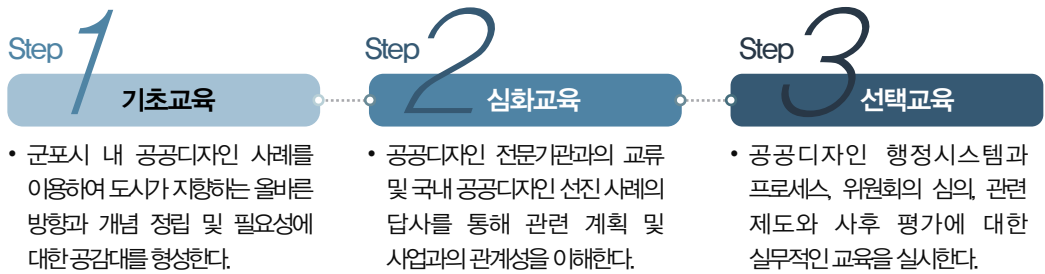 Step 1
기초교육
• 군포시 내 공공디자인 사례를
이용하여 도시가 지향하는 올바른
방향과 개념 정립 및 필요성에
대한 공감대를 형성한다.
Step 2
심화교육
• 공공디자인 전문기관과의 교류
및 국내 공공디자인 선진 사례의
답사를 통해 관련 계획 및
사업과의 관계성을 이해한다.
Step 3
선택교육
• 공공디자인 행정시스템과
프로세스, 위원회의 심의, 관련
제도와 사후 평가에 대한
실무적인 교육을 실시한다.